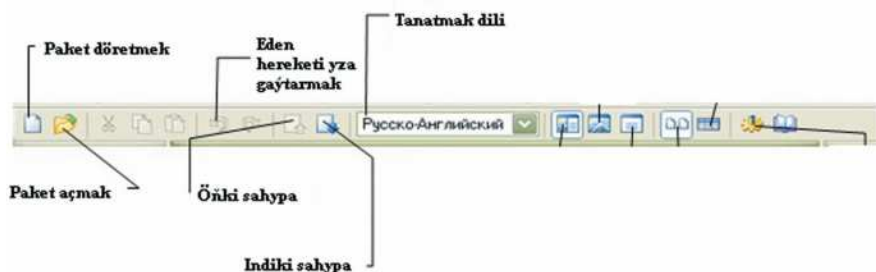 Tanatmak dili
Paket döretmek
Eden
hereketi yza
gaýtarmak
Русско-Английский
Paket açmak
Öňki sahypa
Indiki sahypa